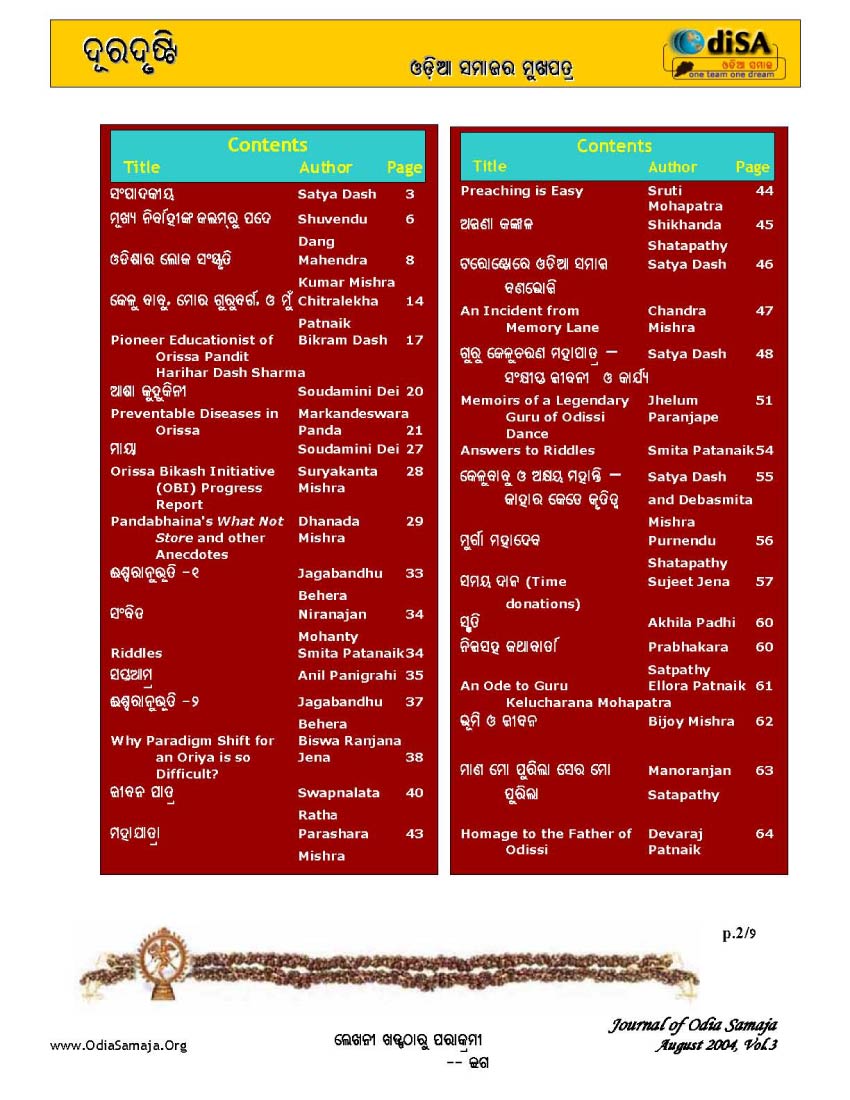 ଦୂରଦୃଷ୍ଟି
ଓଡ଼ିଆ ସମାଜର ମୁଖପତ୍ର
OdiSA
ଓଡ଼ିଆ ସମାଜ
one team one dream
Contents
Title Author Page
ସଂପାଦକୀୟ Satya Dash 3
ମୁଖ୍ୟ ନିର୍ବାହୀଙ୍କ କଲମରୁ ପଦେ Shuvendu 6
Dang
ଓଡିଶାର ଲୋକ ସଂସ୍କୃତି Mahendra 8
Kumar Mishra
କେଳୁ ବାବୁ, ମୋର ଗୁରୁବର୍ଗ, ଓ ମୁଁ Chitralekha 14
Patnaik
Pioneer Educationist of Bikram Dash 17
Orissa Pandit
Harihar Dash Sharma
ଆଶା କୁହୁକିନୀ Soudamini Dei 20
Preventable Diseases in Markandeswara
Orissa Panda 21
ମାୟା Soudamini Dei 27
Orissa Bikash Initiative Suryakanta 28
(OBI) Progress Mishra
Report
Pandabhaina's What Not Dhanada 29
Store and other Mishra
Anecdotes
ଈଶ୍ୱରାନୁଭୂତି -୧ Jagabandhu 33
Behera
ସଂବିତ Niranjan 34
Mohanty
Riddles Smita Patanaik 34
ସପ୍ତଆମ୍ର Anil Panigrahi 35
ଈଶ୍ୱରାନୁଭୂତି -୨ Jagabandhu 37
Behera
Why Paradigm Shift for Biswa Ranjana
an Oriya is so Jena 38
Difficult?
ଜୀବନ ପାତ୍ର Swapnalata 40
Ratha
ମହାଯାତ୍ରା Parashara 43
Mishra
Contents
Title Author Page
Preaching is Easy Sruti 44
Mohapatra
ଅଜଣା କଙ୍କାଳ Shikhanda 45
Shatapathy
ଟରୋଣ୍ଟୋରେ ଓଡ଼ିଆ ସମାଜ Satya Dash 46
ବଣଭୋଜି
An Incident from Chandra 47
Memory Lane Mishra
ଗୁରୁ କେଳୁଚରଣ ମହାପାତ୍ର – Satya Dash 48
ସଂକ୍ଷୀପ୍ତ ଜୀବନୀ ଓ କାର୍ଯ୍ୟ
Memoirs of a Legendary Jhelum 51
Guru of Odissi Paranjape
Dance
Answers to Riddles Smita Patanaik 54
କେଳୁବାବୁ ଓ ଅକ୍ଷୟ ମହାନ୍ତି – Satya Dash 55
କାହାର କେତେ କୃତିତ୍ୱ and Debasmita
Mishra
ମୁର୍ଗୀ ମହାଦେବ Purnendu 56
Shatapathy
ସମୟ ଦାନ (Time Sujeet Jena 57
donations)
ସ୍ମୃତି Akhila Padhi 60
ନିଜସହ କଥାବାର୍ତା Prabhakara 60
Satpathy
An Ode to Guru Ellora Patnaik 61
Kelucharana Mohapatra
ଭୂମି ଓ ଜୀବନ Bijoy Mishra 62
ମାଣ ମୋ ପୁରିଲା ସେର ମୋ Manoranjan 63
ପୁରିଲା Satapathy
Homage to the Father of Devaraj 64
Odissi Patnaik
p.2/9
Journal of Odia Samaja
www.OdiaSamaja.Org ଲେଖନୀ ଖଡ୍ଗଠାରୁ ପରାକ୍ରମୀ August 2004, Vol.3
-- ଜଗ